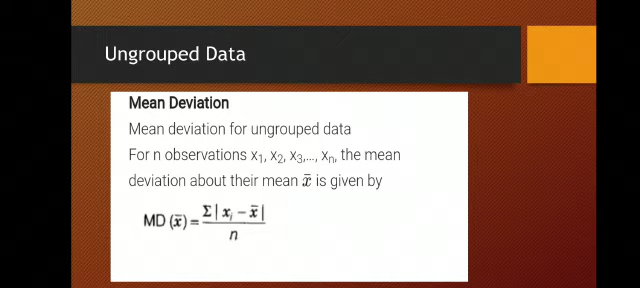 Ungrouped Data
Mean Deviation
Mean deviation for ungrouped data
For n observations x₁, x₂, x₃,..., xₙ, the mean
deviation about their mean x̅ is given by
MD (x̅) = Σ | xᵢ – x̅ | / n